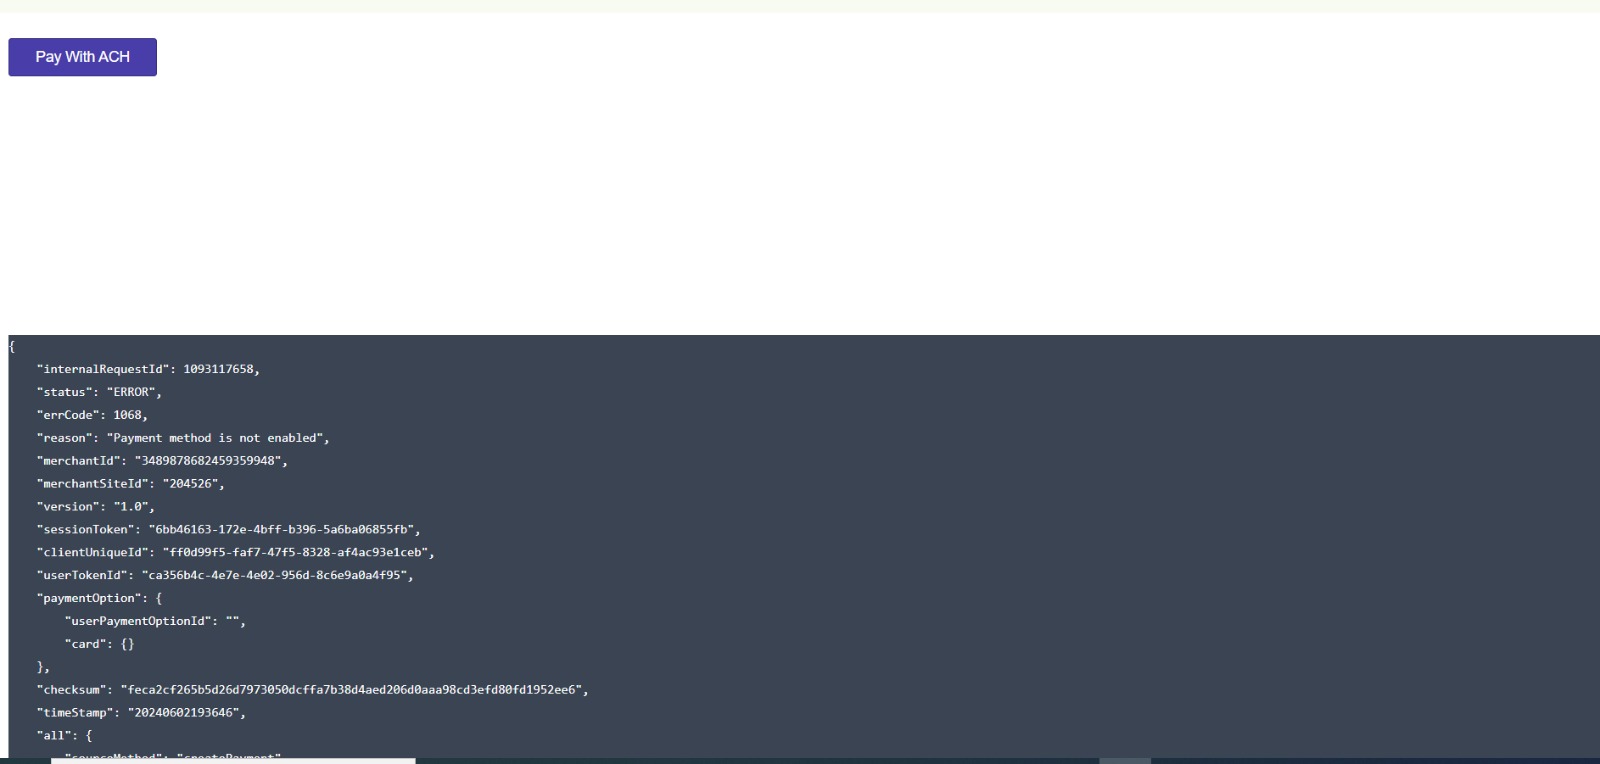 Pay With ACH
{
"internalRequestId": 1093117658,
"status": "ERROR",
"errCode": 1068,
"reason": "Payment method is not enabled",
"merchantId": "3489878682459359948",
"merchantSiteId": "204526",
"version": "1.0",
"sessionToken": "6bb46163-172e-4bff-b396-5a6ba06855fb",
"clientUniqueId": "ff0d99f5-faf7-47f5-8328-af4ac93e1ceb",
"userTokenId": "ca356b4c-4e7e-4e02-956d-8c6e9a0a4f95",
"paymentOption": {
"userPaymentOptionId": "",
"card": {}
},
"checksum": "feca2cf265b5d26d7973050dcffa7b38d4aed206d0aaa98cd3efd80fd1952ee6",
"timeStamp": "20240602193646",
"all": {
"sourceMethod": "createPayment"